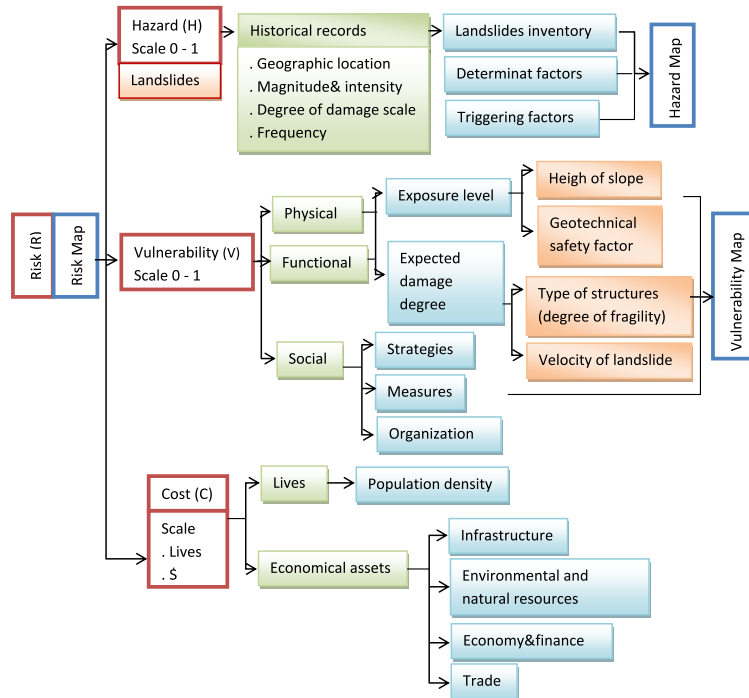 Hazard (H)
Scale 0 - 1
Landslides
Historical records
. Geographic location
. Magnitude& intensity
. Degree of damage scale
. Frequency
Landslides inventory
Determinat factors
Triggering factors
Hazard Map
Risk (R)
Risk Map
Vulnerability (V)
Scale 0 - 1
Physical
Functional
Social
Exposure level
Expected
damage
degree
Heigh of slope
Geotechnical
safety factor
Type of structures
(degree of fragility)
Velocity of landslide
Strategies
Measures
Organization
Vulnerability Map
Cost (C)
Scale
. Lives
. $
Lives
Population density
Economical assets
Infrastructure
Environmental and
natural resources
Economy&finance
Trade